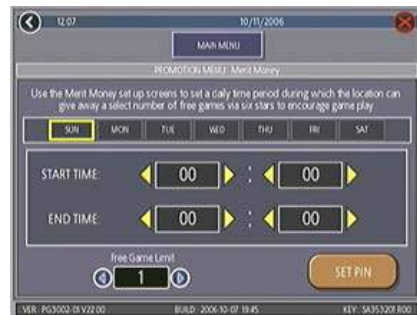 12:07 10/11/2006
MAIN MENU
PROMOTION MENU: Merit Money
Use the Merit Money set up screens to set a daily time period during which the location can
give away a select number of free games via six stars to encourage game play
SUN MON TUE WED THU FRI SAT
START TIME: 00 : 00
END TIME: 00 : 00
Free Game Limit
1
SET PIN
VER: PG3002-01 V22.00 BUILD: 2006-10-07 19:45 KEY: SA353201 R00